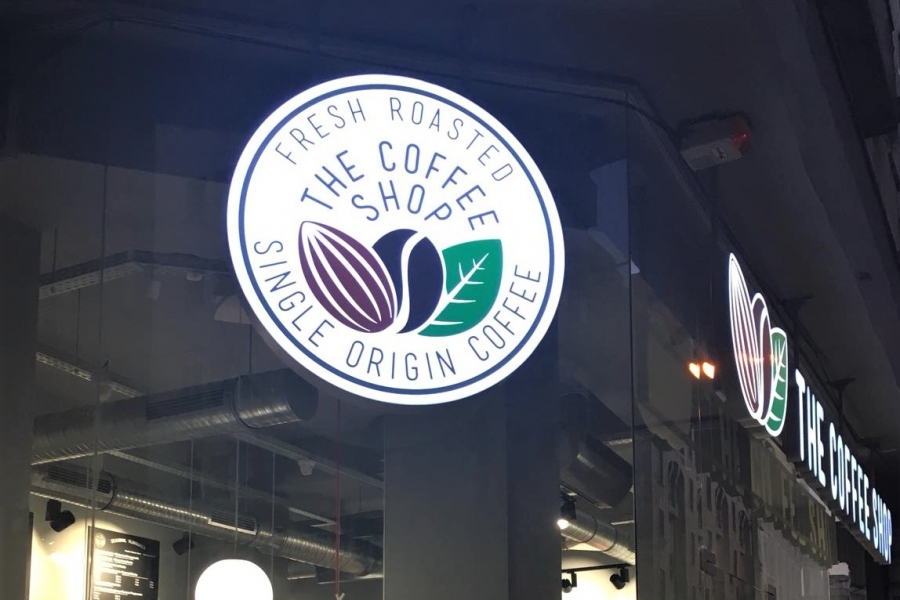 FRESH ROASTED
THE COFFEE
SHOP
SINGLE ORIGIN COFFEE
THE COFFEE SHOP